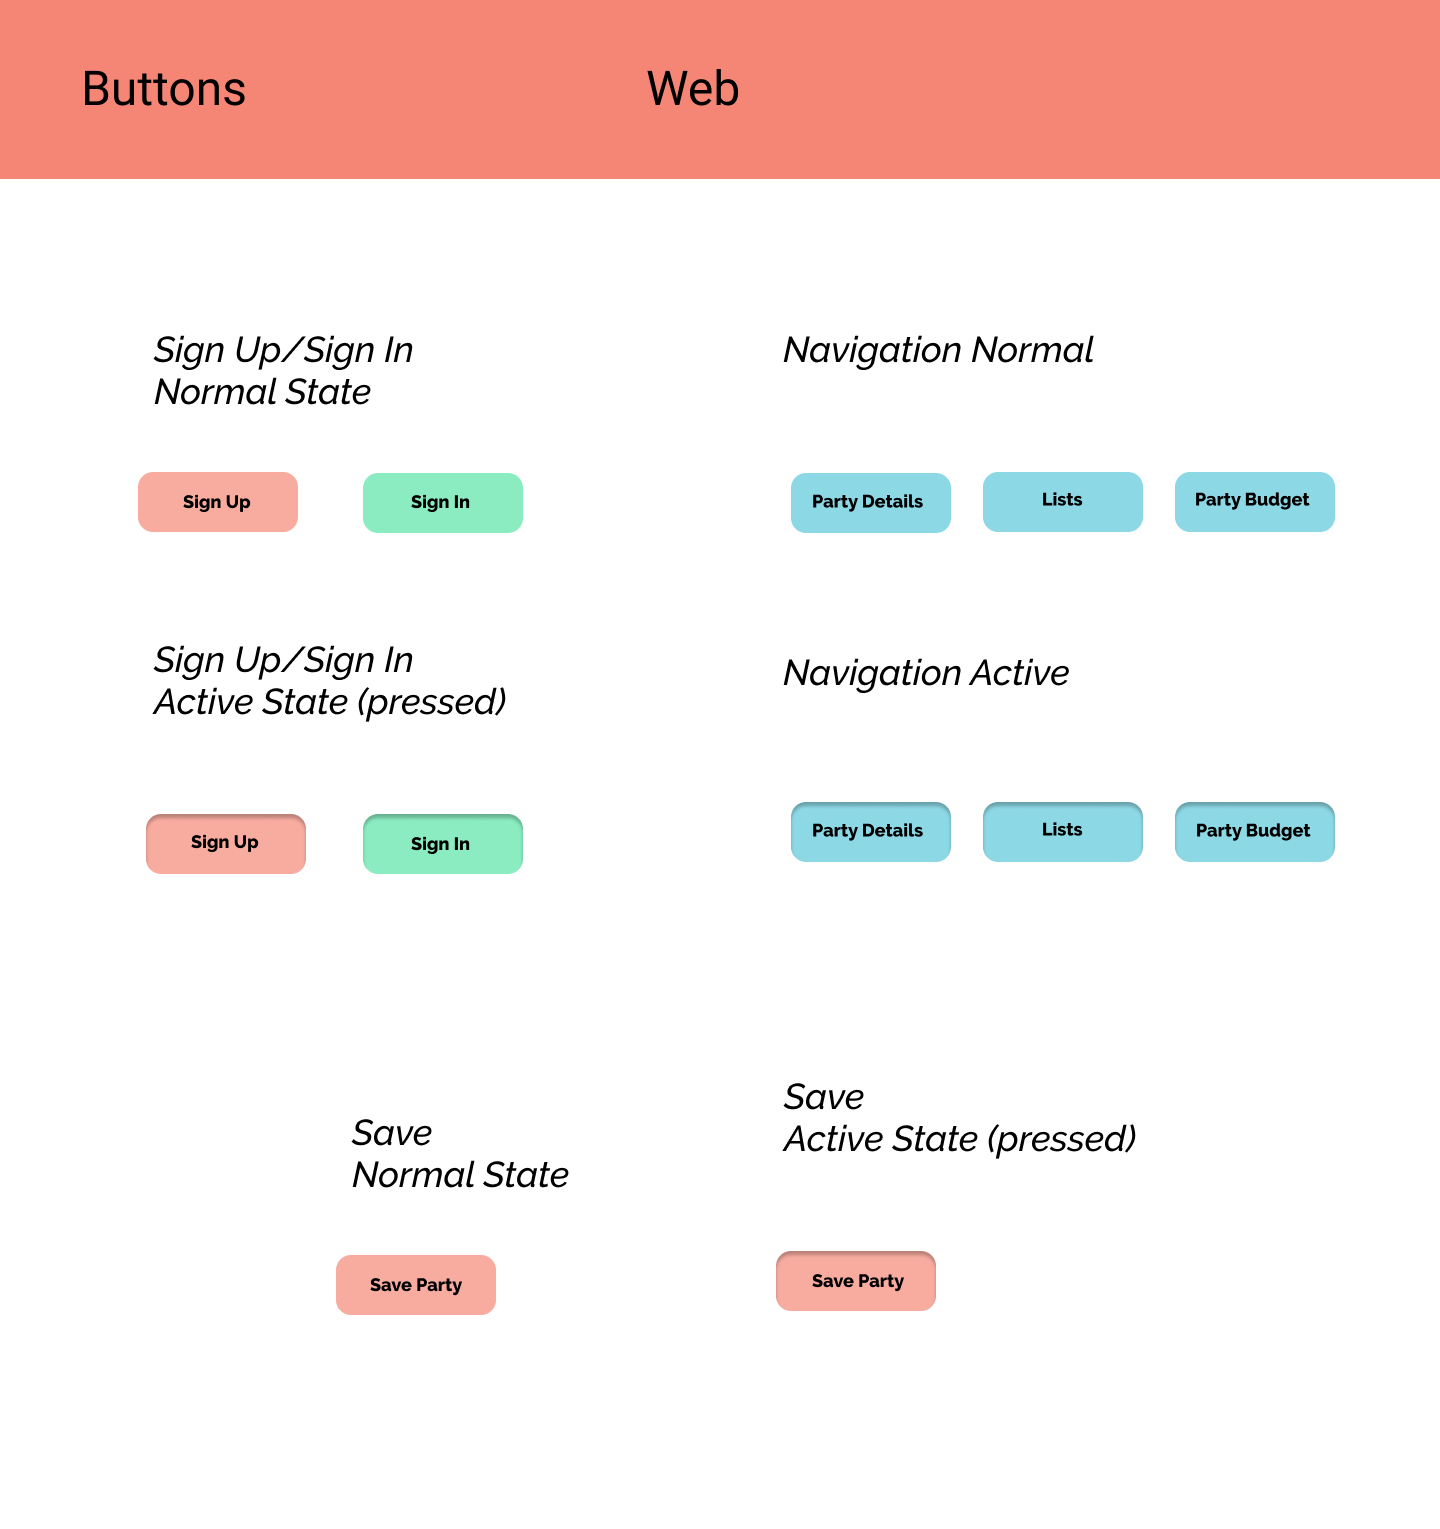 Buttons
Web
Sign Up/Sign In
Normal State
Navigation Normal
Sign Up
Sign In
Party Details
Lists
Party Budget
Sign Up/Sign In
Active State (pressed)
Navigation Active
Sign Up
Sign In
Party Details
Lists
Party Budget
Save
Normal State
Save Party
Save
Active State (pressed)
Save Party